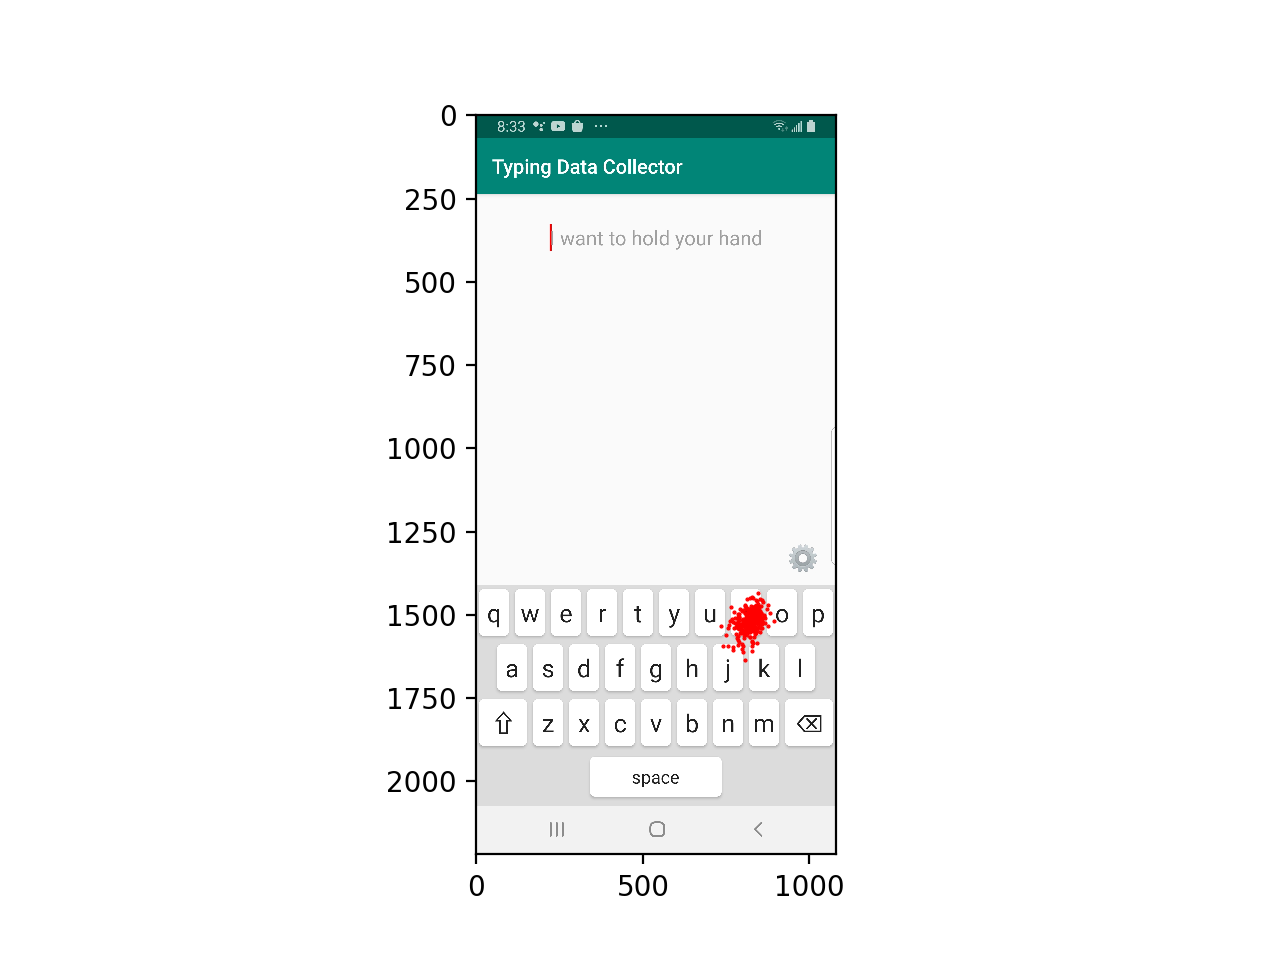 0
8:33 ...
250
Typing Data Collector
want to hold your hand
500
750
1000
1250
1500
q w e r t y u o p
a s d f g h j k l
1750
z x c v b n m
2000
space
0 500 1000